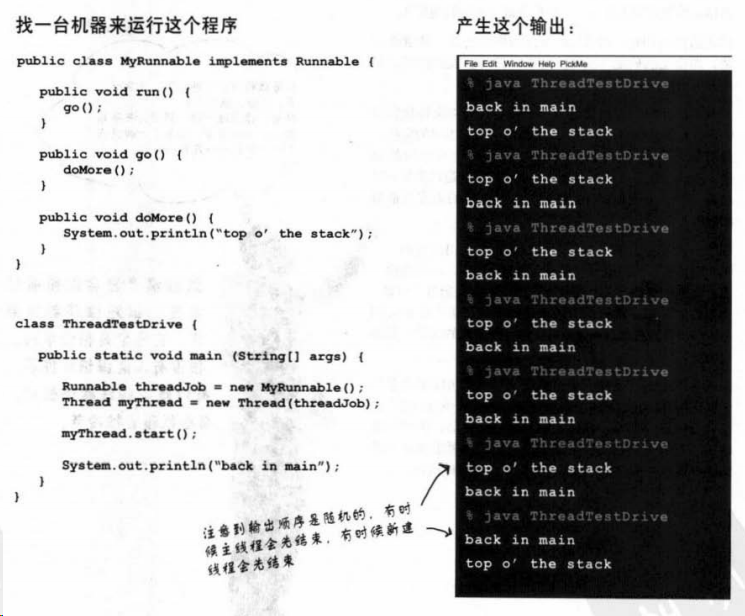 找一台机器来运行这个程序
public class MyRunnable implements Runnable {
public void run() {
go();
}
public void go() {
doMore();
}
public void doMore() {
System.out.println("top o' the stack");
}
}
class ThreadTestDrive {
public static void main (String[] args) {
Runnable threadJob = new MyRunnable();
Thread myThread = new Thread(threadJob);
myThread.start();
System.out.println("back in main");
}
}
注意到输出顺序是随机的，有时
候主线程会先结束，有时候新建
线程会先结束
产生这个输出：
File Edit Window Help PickMe
% java ThreadTestDrive
back in main
top o' the stack
% java ThreadTestDrive
top o' the stack
back in main
% java ThreadTestDrive
top o' the stack
back in main
% java ThreadTestDrive
top o' the stack
back in main
% java ThreadTestDrive
top o' the stack
back in main
% java ThreadTestDrive
top o' the stack
back in main
% java ThreadTestDrive
back in main
top o' the stack